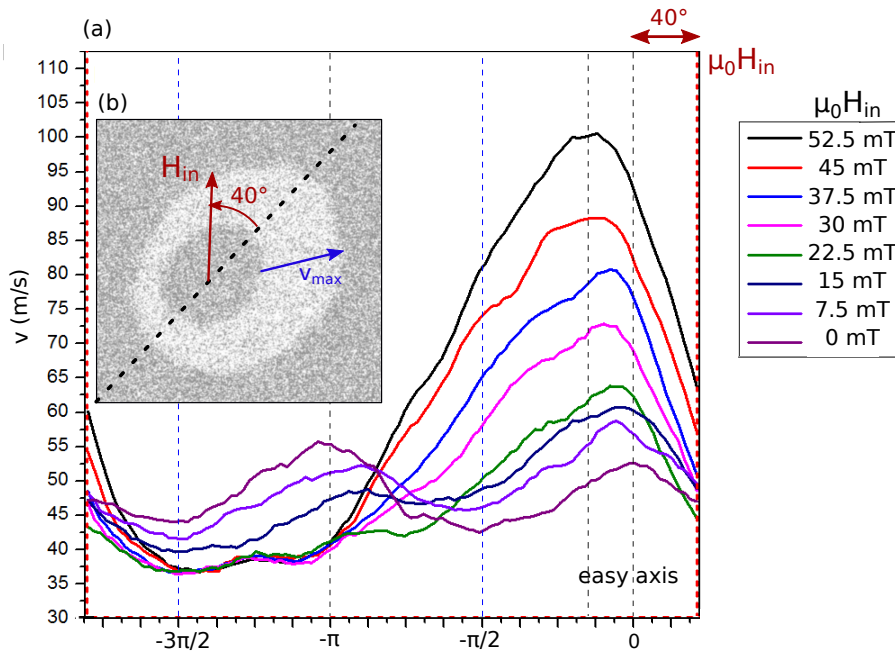 (a)
40°
μ₀Hᵢₙ
110
105
100
95
90
85
80
75
70
65
60
55
50
45
40
35
30
v (m/s)
(b)
Hᵢₙ
40°
vₘₐₓ
easy axis
-3π/2
-π
-π/2
0
μ₀Hᵢₙ
52.5 mT
45 mT
37.5 mT
30 mT
22.5 mT
15 mT
7.5 mT
0 mT